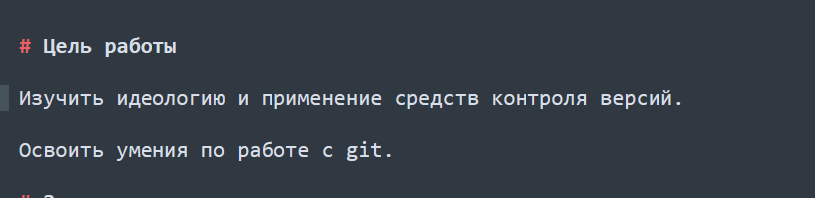 # Цель работы
Изучить идеологию и применение средств контроля версий.
Освоить умения по работе с git.